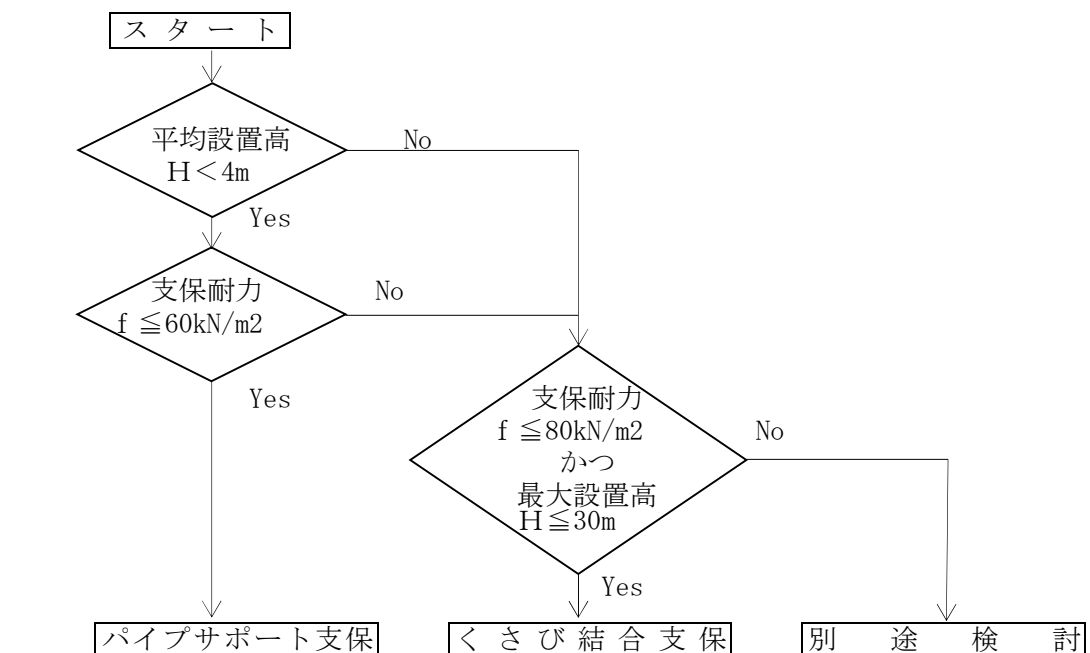 スタート
平均設置高
H＜4m
No
Yes
支保耐力
f ≦60kN/m2
No
Yes
支保耐力
f ≦80kN/m2
かつ
最大設置高
H≦30m
No
Yes
パイプサポート支保
くさび結合支保
別途検討